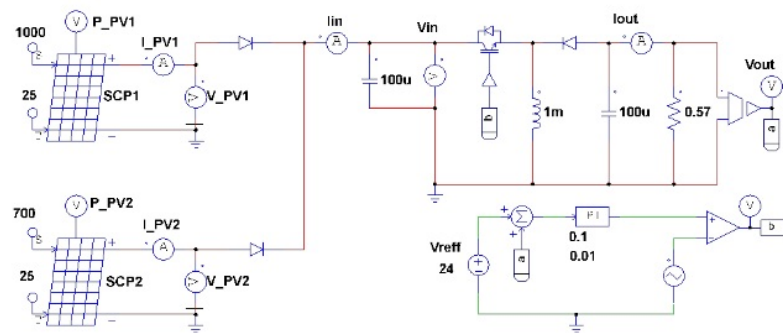 P_PV1
1000
I_PV1
S
V
A
+
SCP1
V
V_PV1
25
T
-
Iin
A
Vin
V
100u
b
1m
Iout
A
100u
0.57
Vout
V
a
P_PV2
700
I_PV2
S
V
A
+
SCP2
V
V_PV2
25
T
-
Vreff
24
+
+
Σ
a
PI
0.1
0.01
+
-
V
b